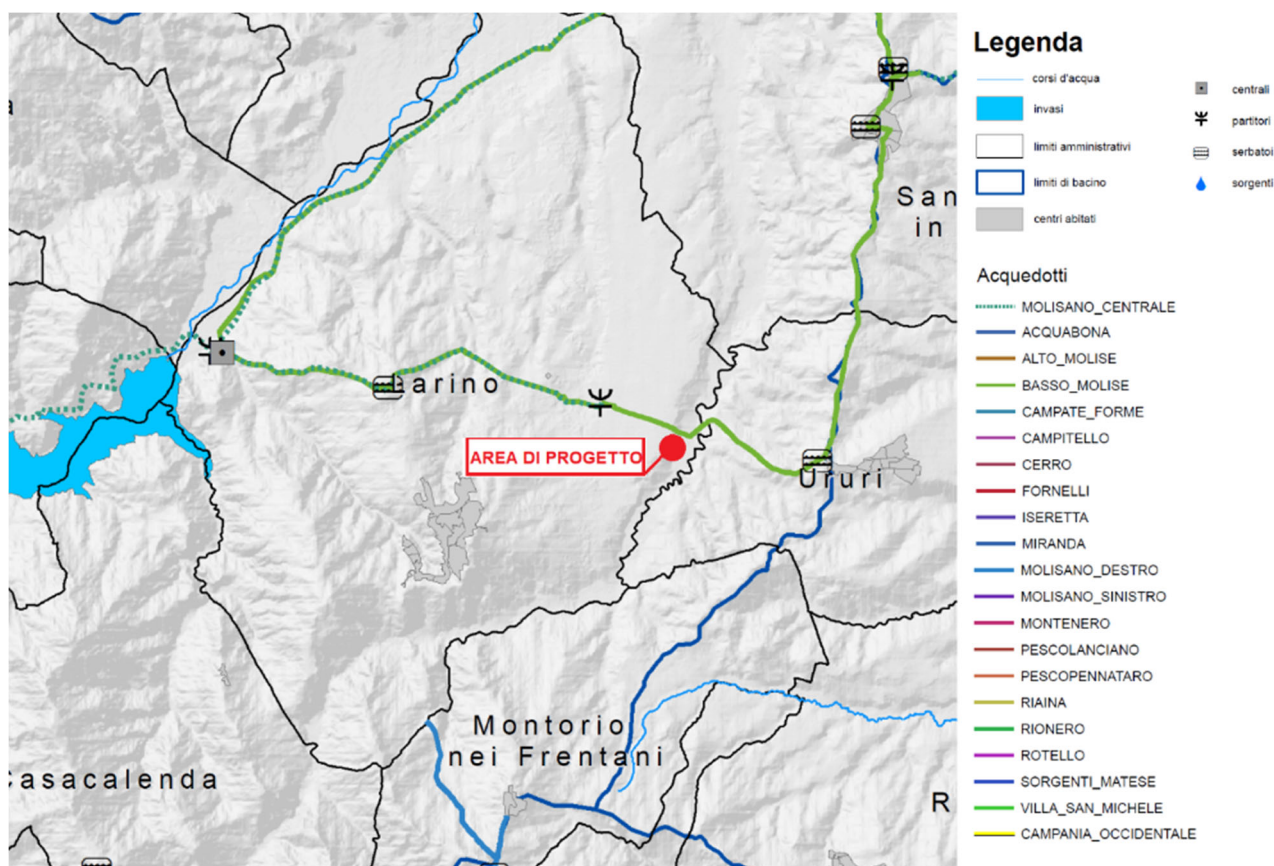 San
in
Larino
AREA DI PROGETTO
Ururi
Montorio
nei Frentani
Casacalenda
R
Legenda
corsi d'acqua
invasi
limiti amministrativi
limiti di bacino
centri abitati
centrali
partitori
serbatoi
sorgenti
Acquedotti
MOLISANO_CENTRALE
ACQUABONA
ALTO_MOLISE
BASSO_MOLISE
CAMPATE_FORME
CAMPITELLO
CERRO
FORNELLI
ISERETTA
MIRANDA
MOLISANO_DESTRO
MOLISANO_SINISTRO
MONTENERO
PESCOLANCIANO
PESCOPENNATARO
RIAINA
RIONERO
ROTELLO
SORGENTI_MATESE
VILLA_SAN_MICHELE
CAMPANIA_OCCIDENTALE